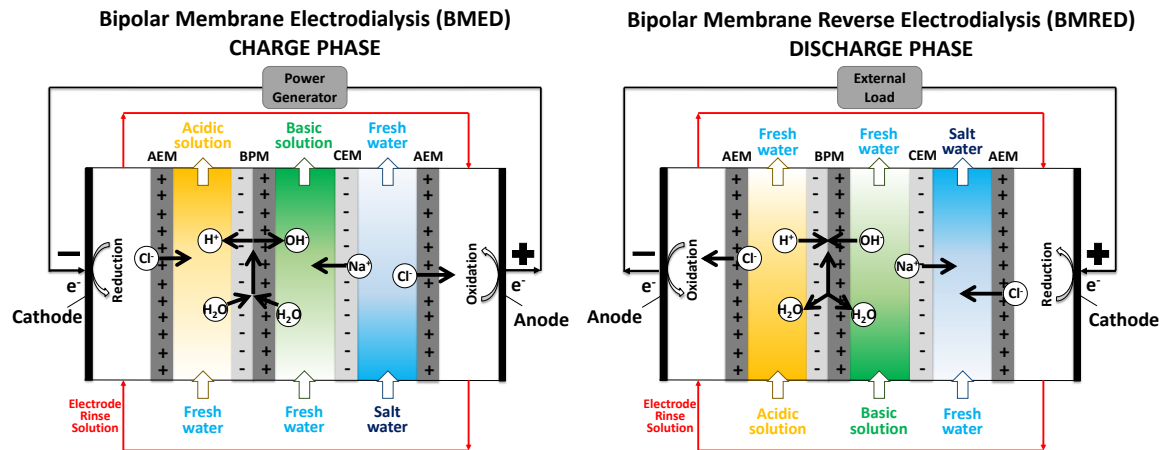 Bipolar Membrane Electrodialysis (BMED)
CHARGE PHASE
Power
Generator
Acidic
solution
Basic
solution
Fresh
water
AEM
BPM
CEM
AEM
H⁺
OH⁻
Cl⁻
Na⁺
Cl⁻
H₂O
H₂O
Reduction
Oxidation
−
+
e⁻
e⁻
Cathode
Anode
Electrode
Rinse
Solution
Fresh
water
Fresh
water
Salt
water
Bipolar Membrane Reverse Electrodialysis (BMRED)
DISCHARGE PHASE
External
Load
Fresh
water
Fresh
water
Salt
water
AEM
BPM
CEM
AEM
H⁺
OH⁻
Cl⁻
Na⁺
Cl⁻
H₂O
H₂O
Oxidation
Reduction
−
+
e⁻
e⁻
Anode
Cathode
Electrode
Rinse
Solution
Acidic
solution
Basic
solution
Fresh
water